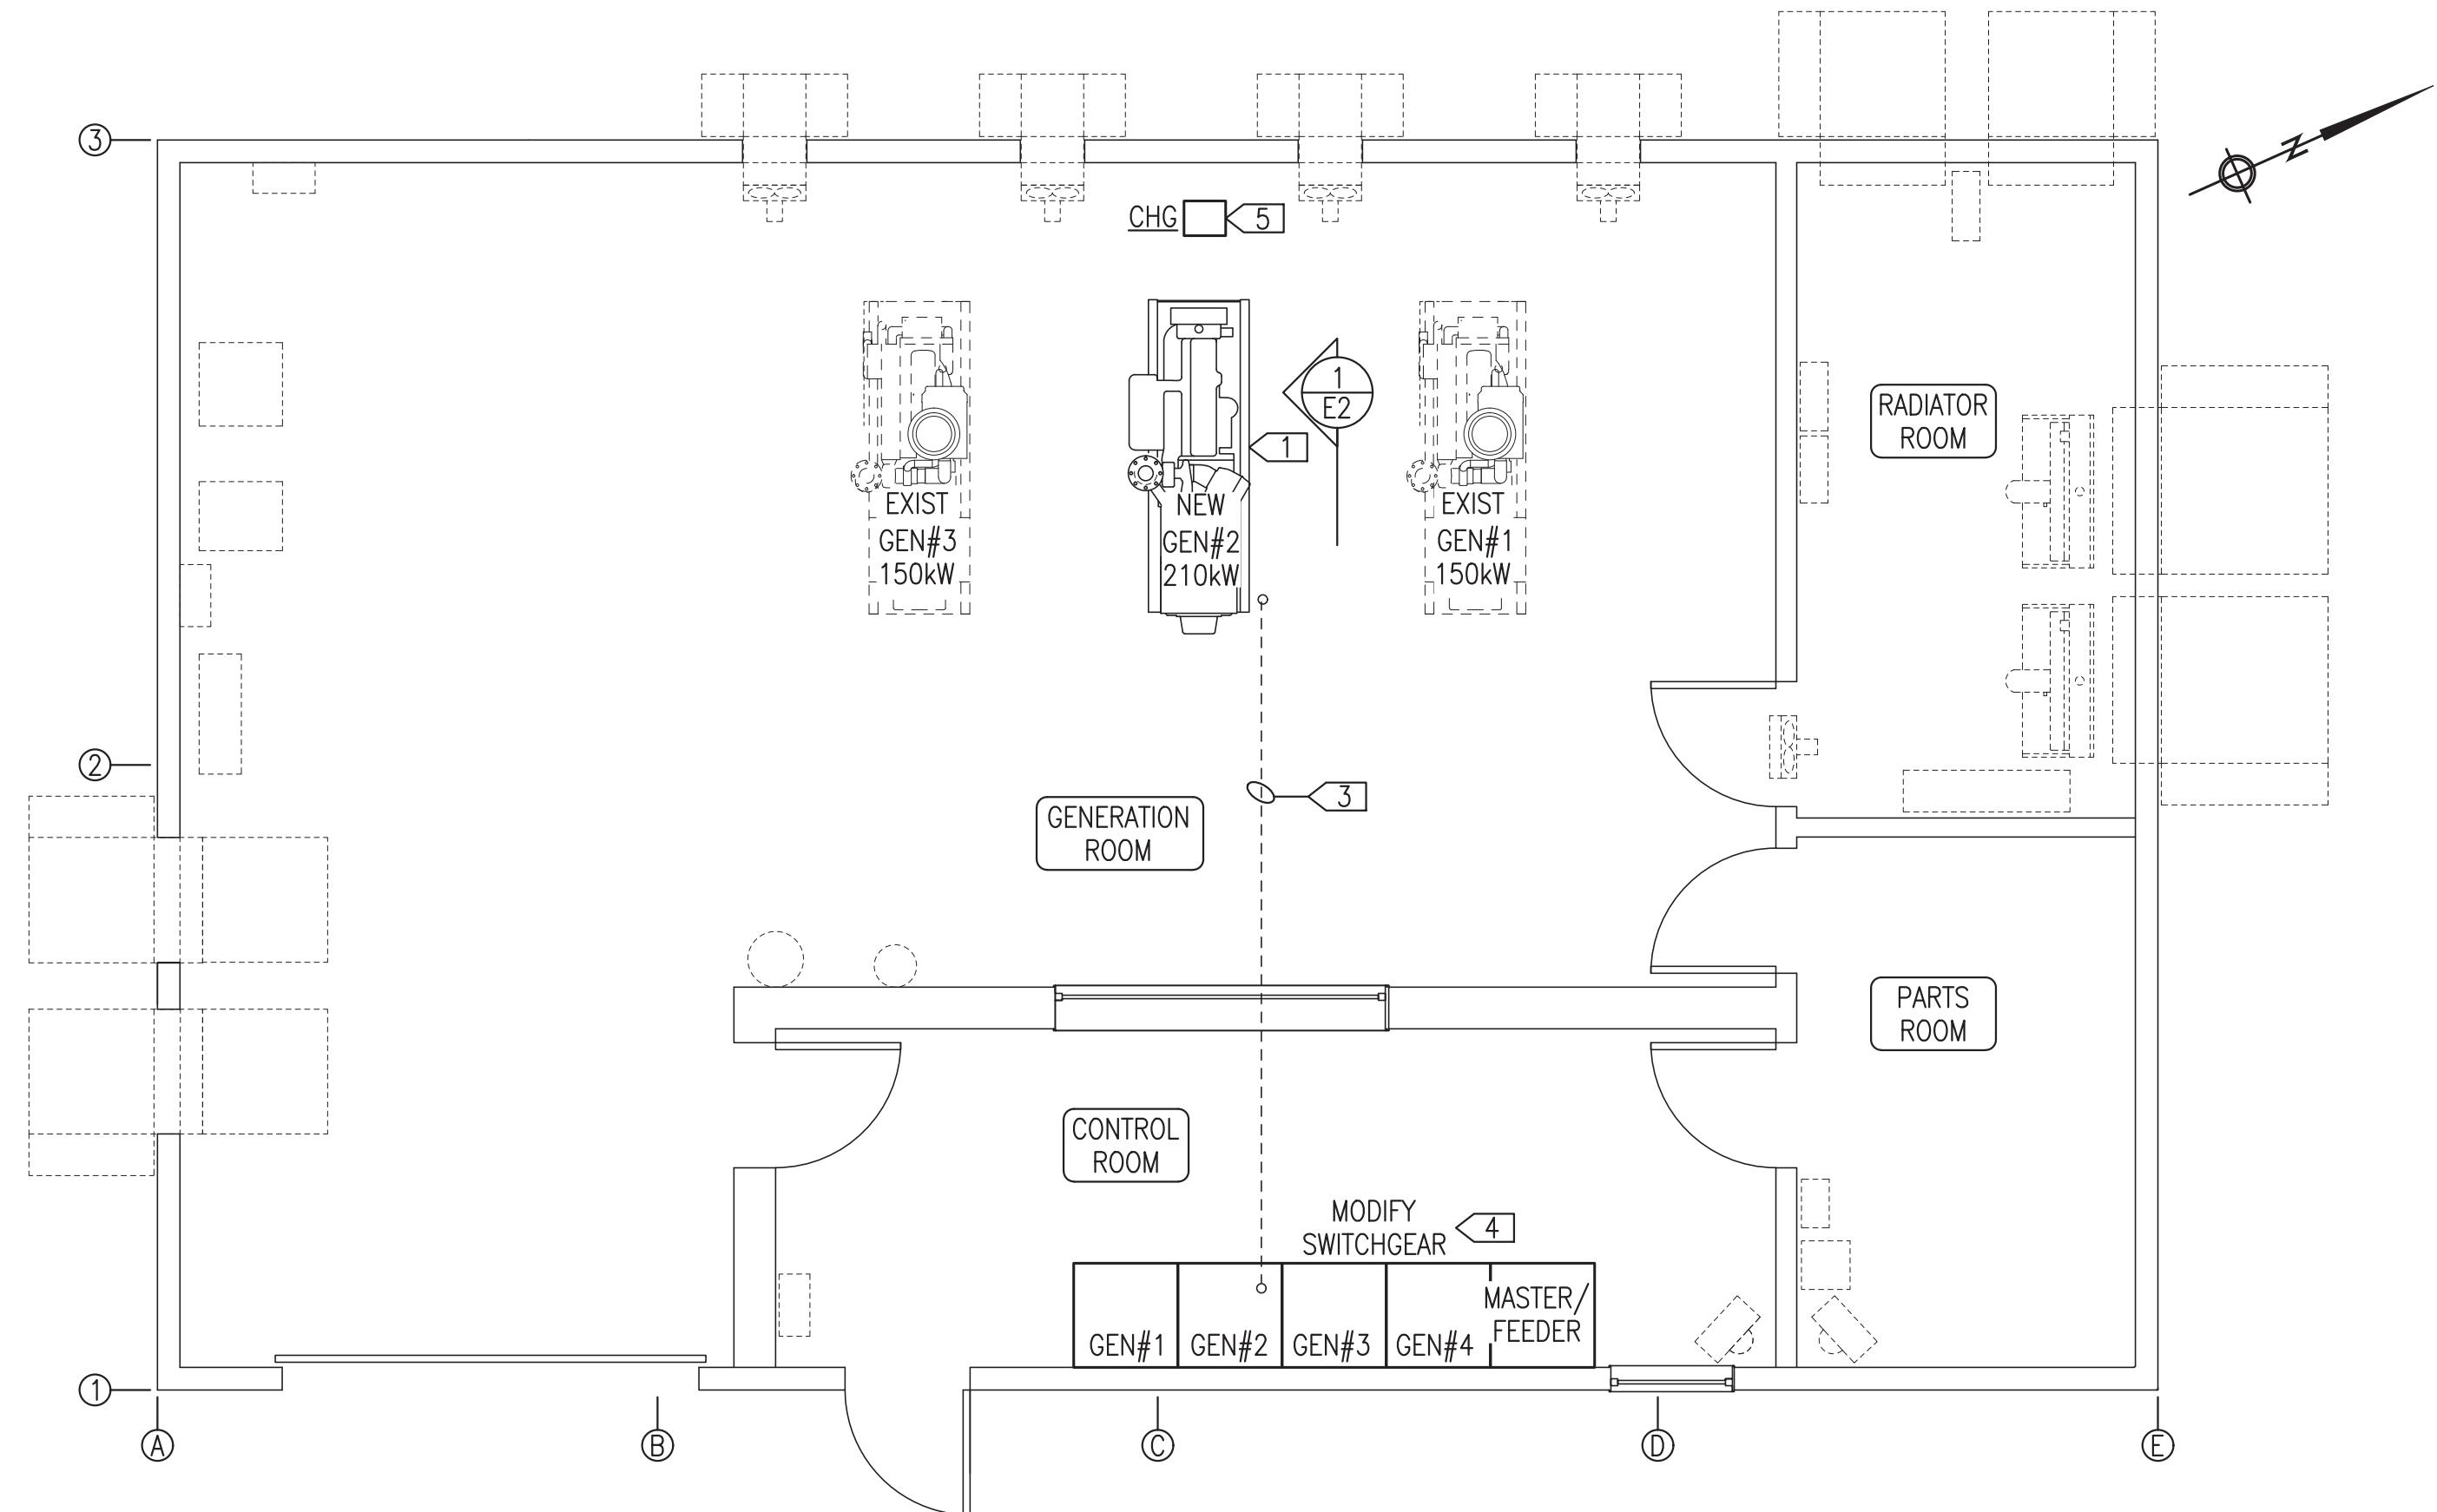 3
N
CHG
5
1
E2
1
RADIATOR
ROOM
EXIST
GEN#3
150kW
NEW
GEN#2
210kW
EXIST
GEN#1
150kW
2
3
GENERATION
ROOM
PARTS
ROOM
CONTROL
ROOM
MODIFY
SWITCHGEAR
4
GEN#1
GEN#2
GEN#3
GEN#4
MASTER/
FEEDER
1
A
B
C
D
E